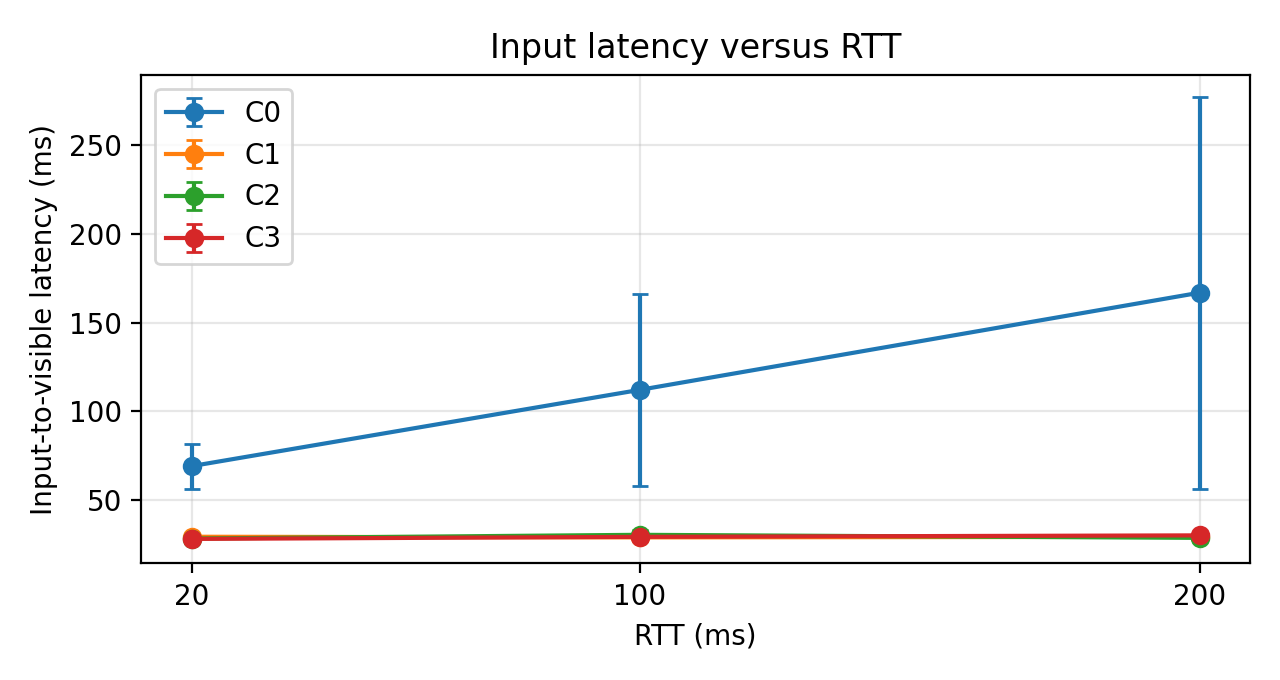 Input latency versus RTT
Input-to-visible latency (ms)
250
200
150
100
50
C0
C1
C2
C3
20 100 200
RTT (ms)